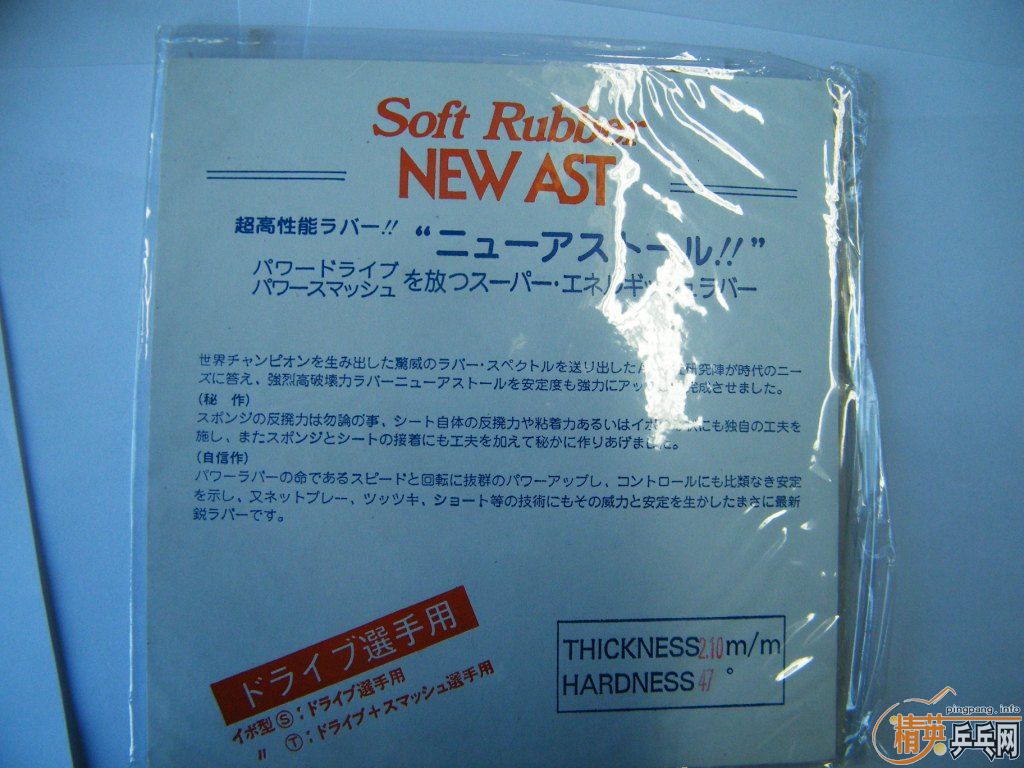 Soft Rubber
NEW AST
超高性能ラバー!! “ニューアストール!!”
パワードライブ
パワースマッシュ を放つスーパー・エネルギッシュラバー
世界チャンピオンを生み出した驚威のラバー・スペクトルを送り出した 研究陣が時代のニー
ズに答え、強烈高破壊力ラバーニューアストールを安定度も強力にアッ 完成させました。
(秘 作)
スポンジの反撥力は勿論の事、シート自体の反撥力や粘着力あるいはイボ にも独自の工夫を
施し、またスポンジとシートの接着にも工夫を加えて秘かに作りあげました。
(自信作)
パワーラバーの命であるスピードと回転に抜群のパワーアップし、コントロールにも比類なき安定
を示し、又ネットプレー、ツッツキ、ショート等の技術にもその威力と安定を生かしたまさに最新
鋭ラバーです。
ドライブ選手用
イボ型Ⓢ:ドライブ選手用
〃 Ⓣ:ドライブ+スマッシュ選手用
THICKNESS 2.10 m/m
HARDNESS 47 °
pingpang.info
精英乒乓网